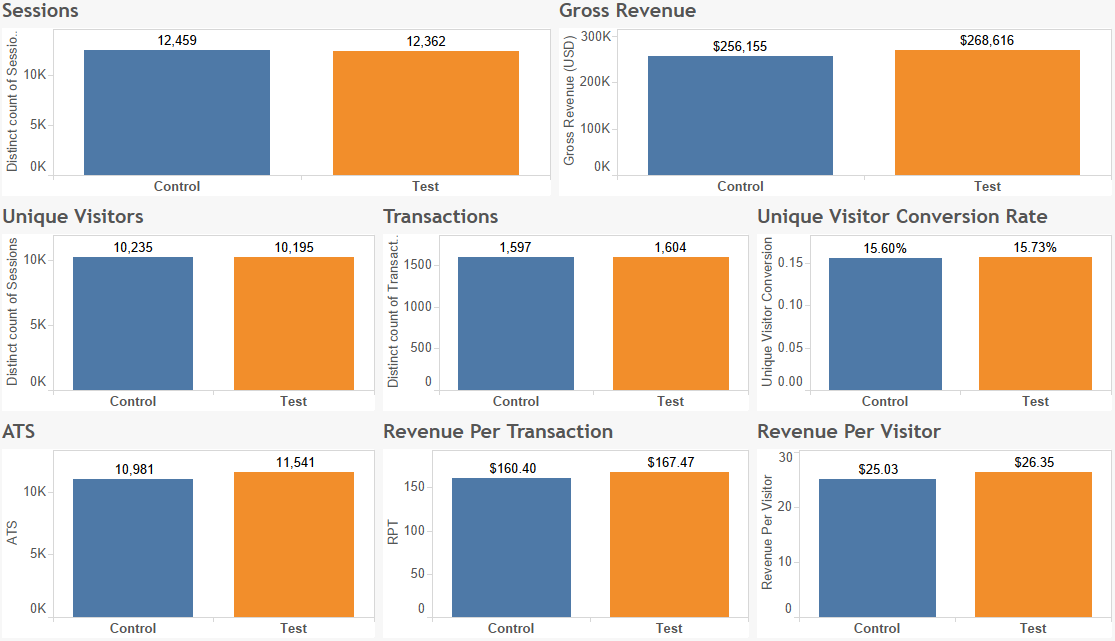 Sessions
Distinct count of Sessio..
10K
5K
0K
12,459
12,362
Control
Test
Gross Revenue
Gross Revenue (USD)
300K
200K
100K
0K
$256,155
$268,616
Control
Test
Unique Visitors
Distinct count of Sessions
10K
5K
0K
10,235
10,195
Control
Test
Transactions
Distinct count of Transact..
1500
1000
500
0
1,597
1,604
Control
Test
Unique Visitor Conversion Rate
Unique Visitor Conversion
0.15
0.10
0.05
0.00
15.60%
15.73%
Control
Test
ATS
ATS
10K
5K
0K
10,981
11,541
Control
Test
Revenue Per Transaction
RPT
150
100
50
0
$160.40
$167.47
Control
Test
Revenue Per Visitor
Revenue Per Visitor
30
20
10
0
$25.03
$26.35
Control
Test